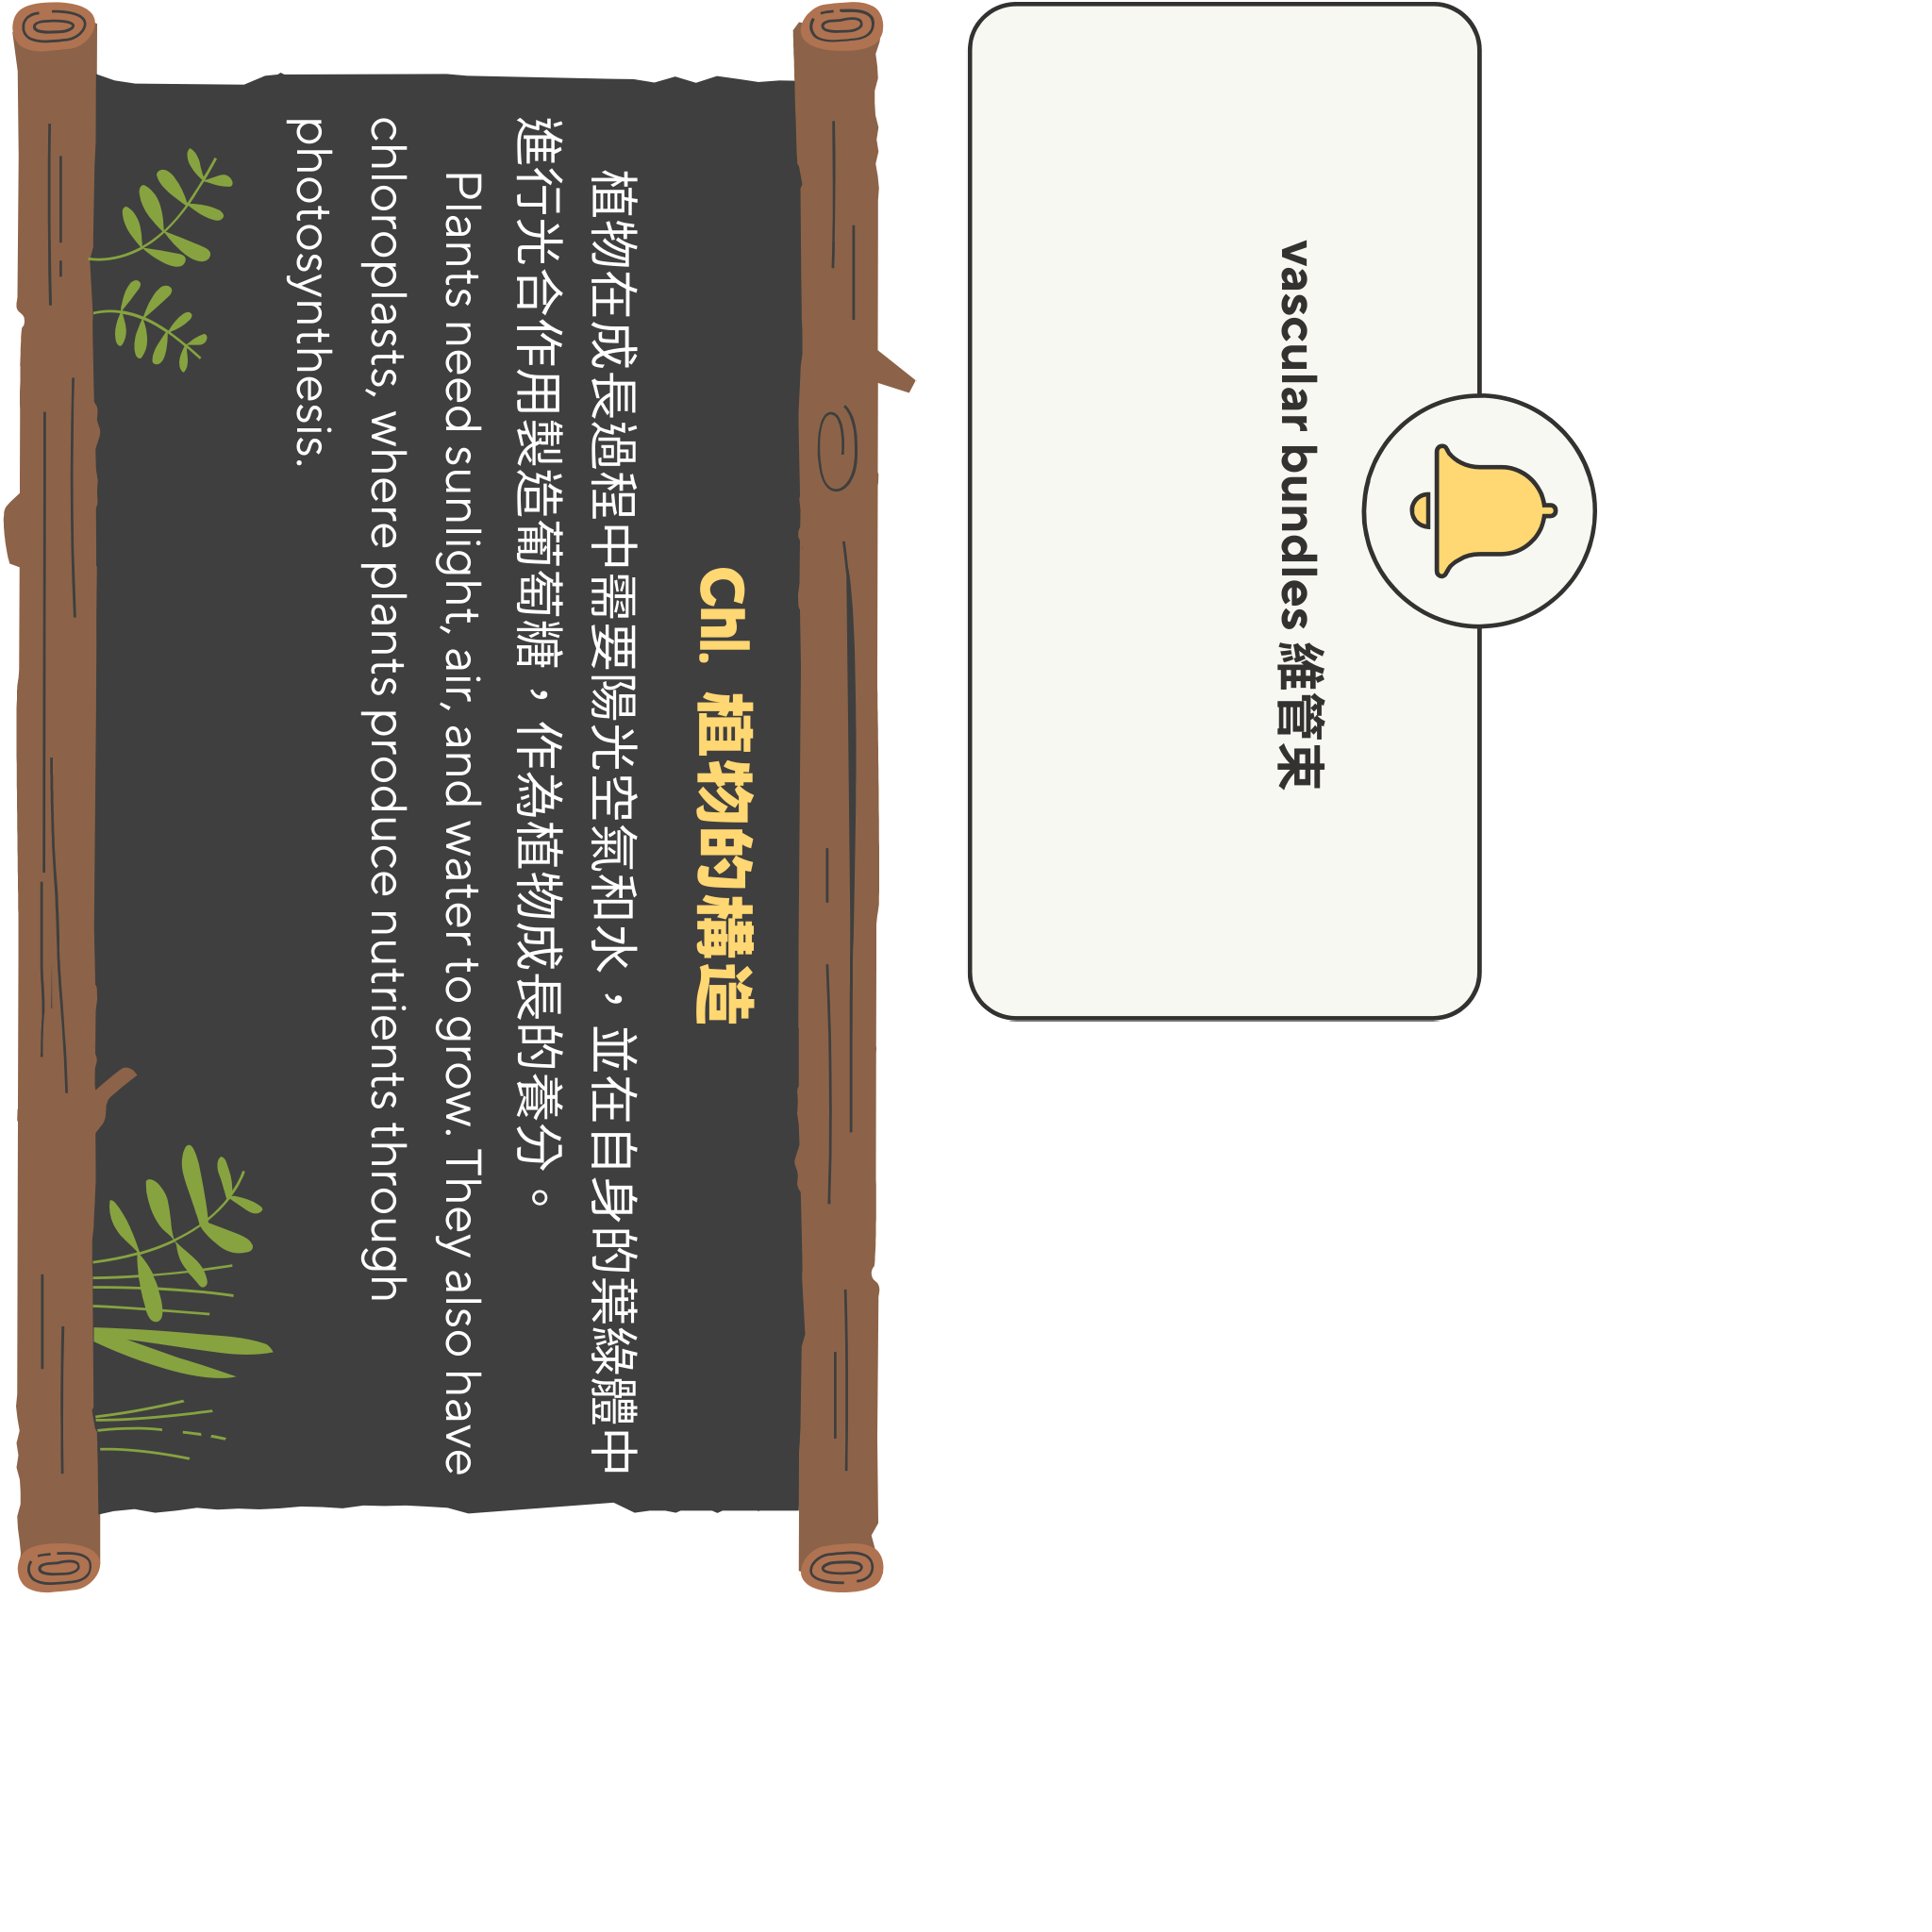 Ch1. 植物的構造
植物在成長過程中需要陽光空氣和水，並在自身的葉綠體中
進行光合作用製造葡萄糖，作為植物成長的養分。
Plants need sunlight, air, and water to grow. They also have
chloroplasts, where plants produce nutrients through
photosynthesis.
vascular bundles 維管束